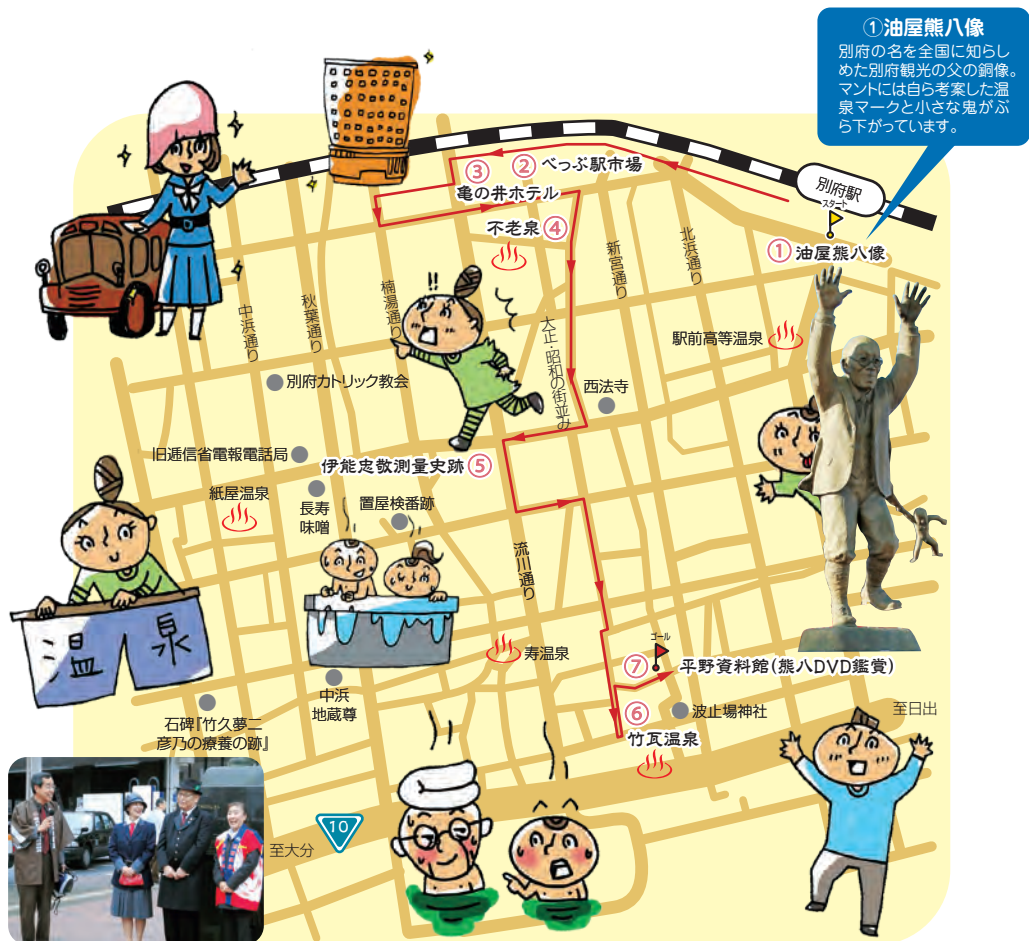 ①油屋熊八像
別府の名を全国に知らし
めた別府観光の父の銅像。
マントには自ら考案した温
泉マークと小さな鬼がぶ
ら下がっています。
別府駅
スタート
① 油屋熊八像
② べっぷ駅市場
③
亀の井ホテル
不老泉 ④
北浜通り
新宮通り
大正・昭和の街並み
楠湯通り
秋葉通り
中浜通り
駅前高等温泉
別府カトリック教会
西法寺
旧逓信省電報電話局
伊能忠敬測量史跡 ⑤
紙屋温泉
長寿
味噌
置屋検番跡
流川通り
温泉
寿温泉
ゴール
⑦ 平野資料館(熊八DVD鑑賞)
中浜
地蔵尊
石碑『竹久夢二
彦乃の療養の跡』
⑥
竹瓦温泉
波止場神社
至日出
10
至大分
!!